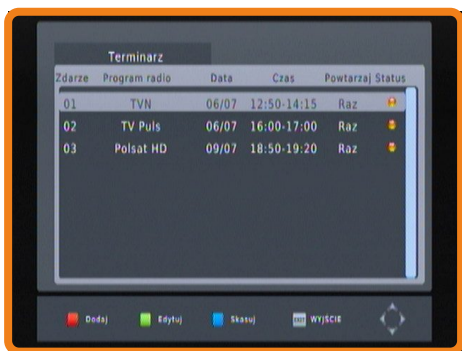 Terminarz
Zdarze Program radio Data Czas Powtarzaj Status
01 TVN 06/07 12:50-14:15 Raz
02 TV Puls 06/07 16:00-17:00 Raz
03 Polsat HD 09/07 18:50-19:20 Raz
Dodaj Edytuj Skasuj EXIT WYJŚCIE